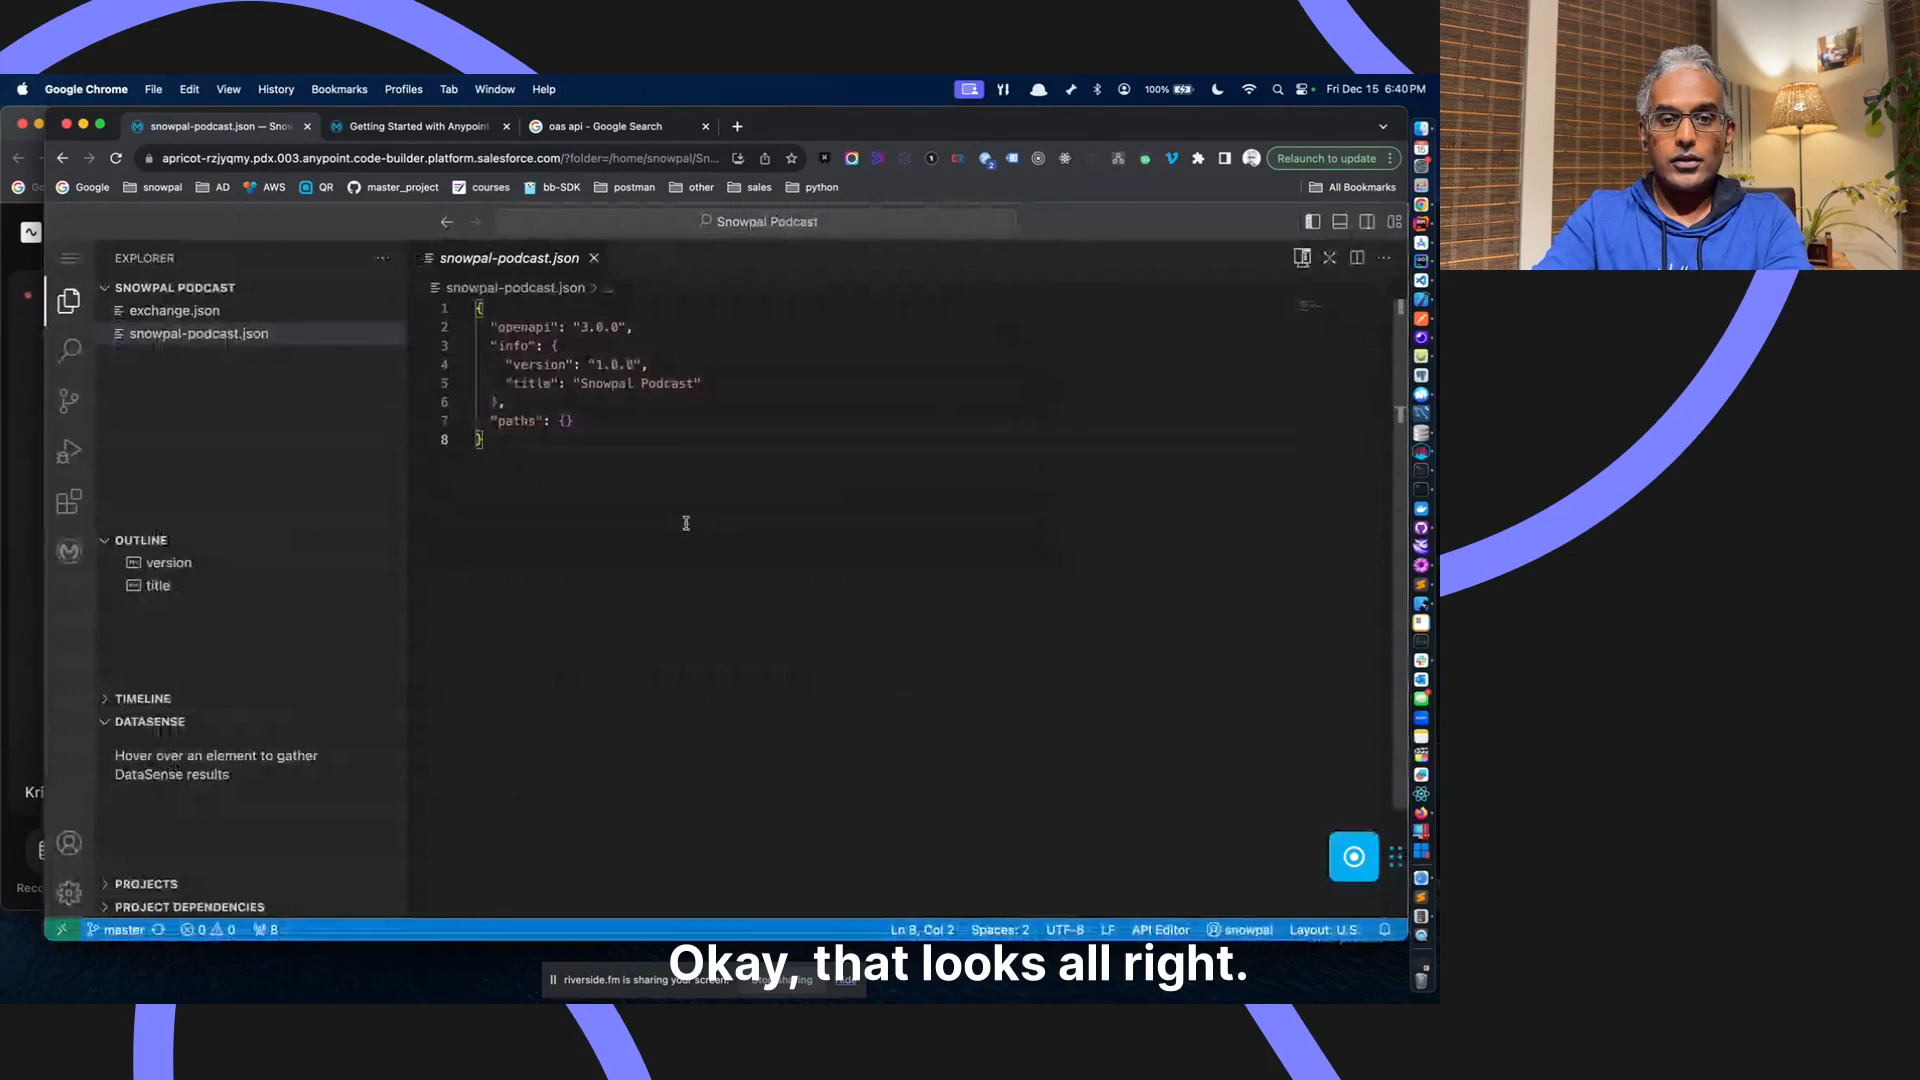 Google Chrome File Edit View History Bookmarks Profiles Tab Window Help
100% Fri Dec 15 6:40 PM
snowpal-podcast.json — Snow
Getting Started with Anypoint
oas api - Google Search
apricot-rzjyqmy.pdx.003.anypoint.code-builder.platform.salesforce.com/?folder=/home/snowpal/Sn...
Relaunch to update
Google snowpal AD AWS QR master_project courses bb-SDK postman other sales python
All Bookmarks
Snowpal Podcast
EXPLORER
SNOWPAL PODCAST
exchange.json
snowpal-podcast.json
OUTLINE
version
title
TIMELINE
DATASENSE
Hover over an element to gather
DataSense results
PROJECTS
PROJECT DEPENDENCIES
snowpal-podcast.json
snowpal-podcast.json > ...
1 {
2 "openapi": "3.0.0",
3 "info": {
4 "version": "1.0.0",
5 "title": "Snowpal Podcast"
6 },
7 "paths": {}
8 }
Kri
Reco
master 0 0 8
Ln 8, Col 2 Spaces: 2 UTF-8 LF API Editor snowpal Layout: U.S.
riverside.fm is sharing your screen. Stop sharing Hide
Okay, that looks all right.